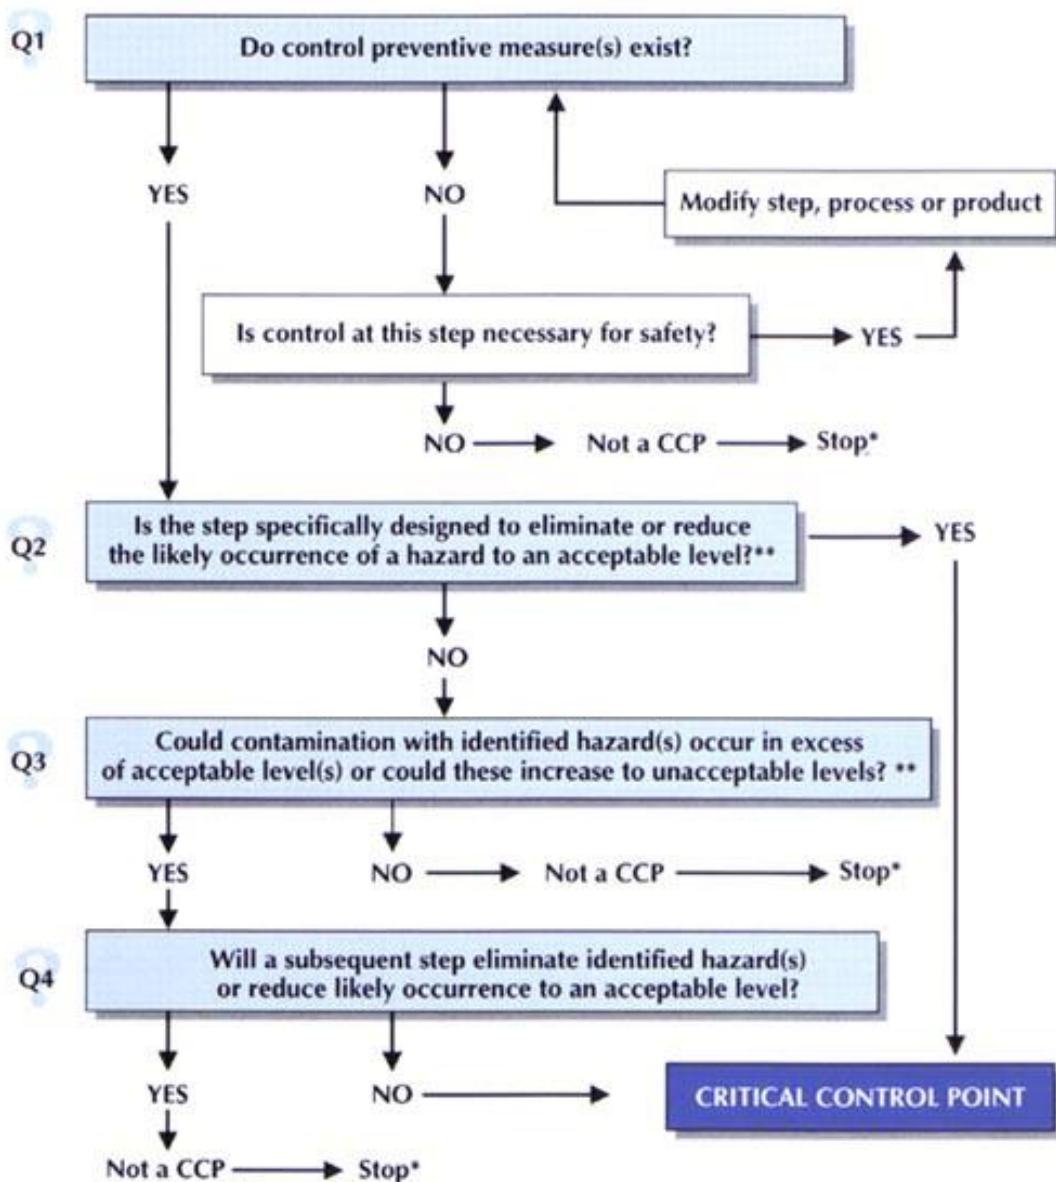 Q1
Do control preventive measure(s) exist?
YES
NO
Modify step, process or product
Is control at this step necessary for safety?
YES
NO
Not a CCP
Stop*
Q2
Is the step specifically designed to eliminate or reduce
the likely occurrence of a hazard to an acceptable level?**
YES
NO
Q3
Could contamination with identified hazard(s) occur in excess
of acceptable level(s) or could these increase to unacceptable levels? **
YES
NO
Not a CCP
Stop*
Q4
Will a subsequent step eliminate identified hazard(s)
or reduce likely occurrence to an acceptable level?
YES
NO
CRITICAL CONTROL POINT
Not a CCP
Stop*